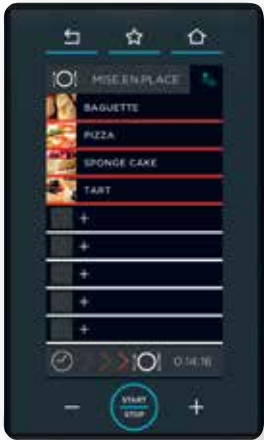 MISE.EN.PLACE
BAGUETTE
PIZZA
SPONGE CAKE
TART
+
+
+
+
+
0:14:16
− START STOP +